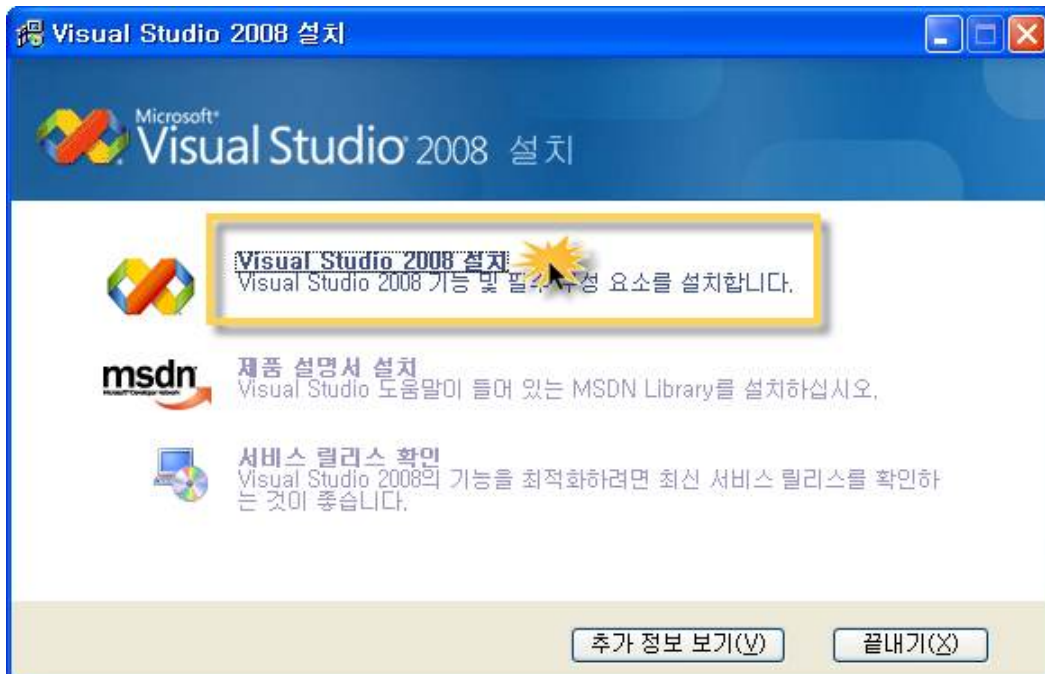 Visual Studio 2008 설치
Microsoft®
Visual Studio® 2008 설치
Visual Studio 2008 설치
Visual Studio 2008 기능 및 필수 구성 요소를 설치합니다.
msdn
제품 설명서 설치
Visual Studio 도움말이 들어 있는 MSDN Library를 설치하십시오.
서비스 릴리스 확인
Visual Studio 2008의 기능을 최적화하려면 최신 서비스 릴리스를 확인하
는 것이 좋습니다.
추가 정보 보기(V)
끝내기(X)